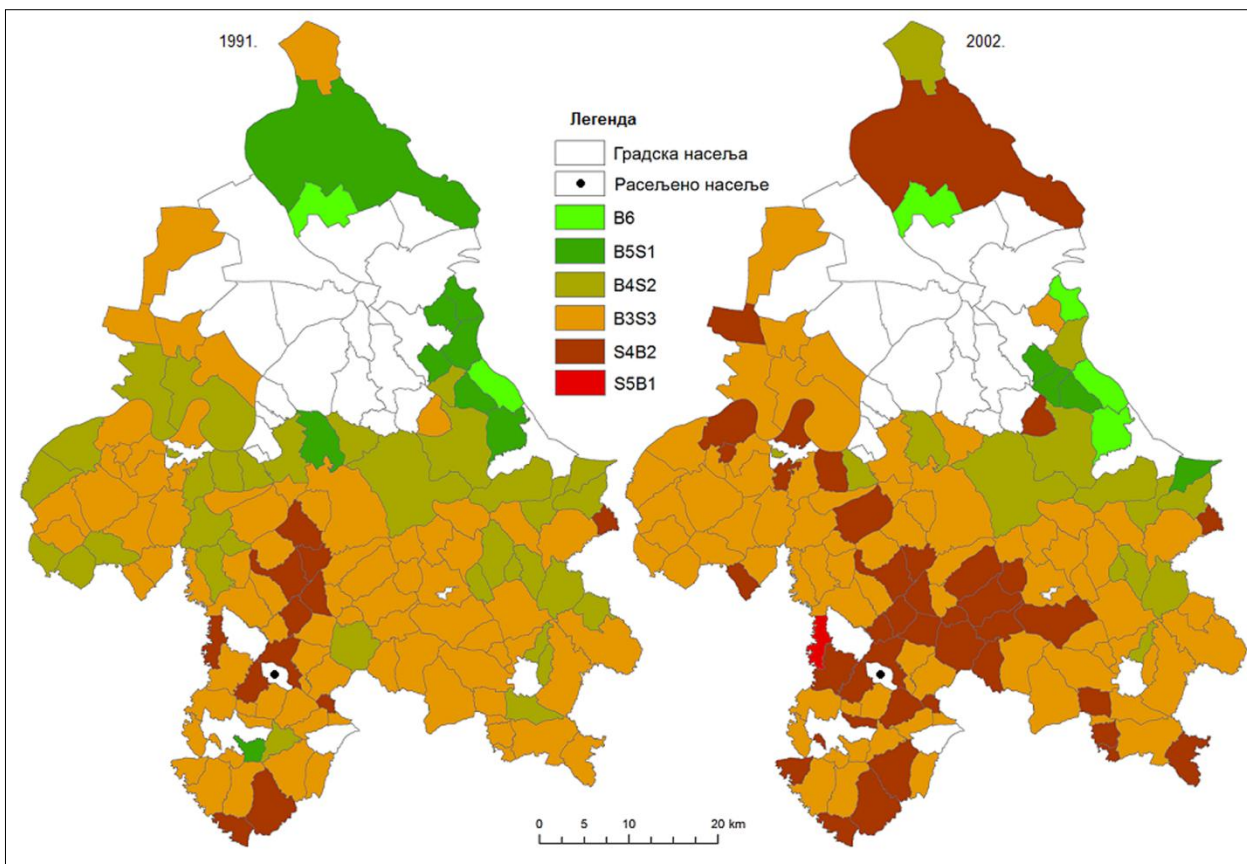 1991.
2002.
Легенда
Градска насеља
Расељено насеље
B6
B5S1
B4S2
B3S3
S4B2
S5B1
0 5 10 20 km